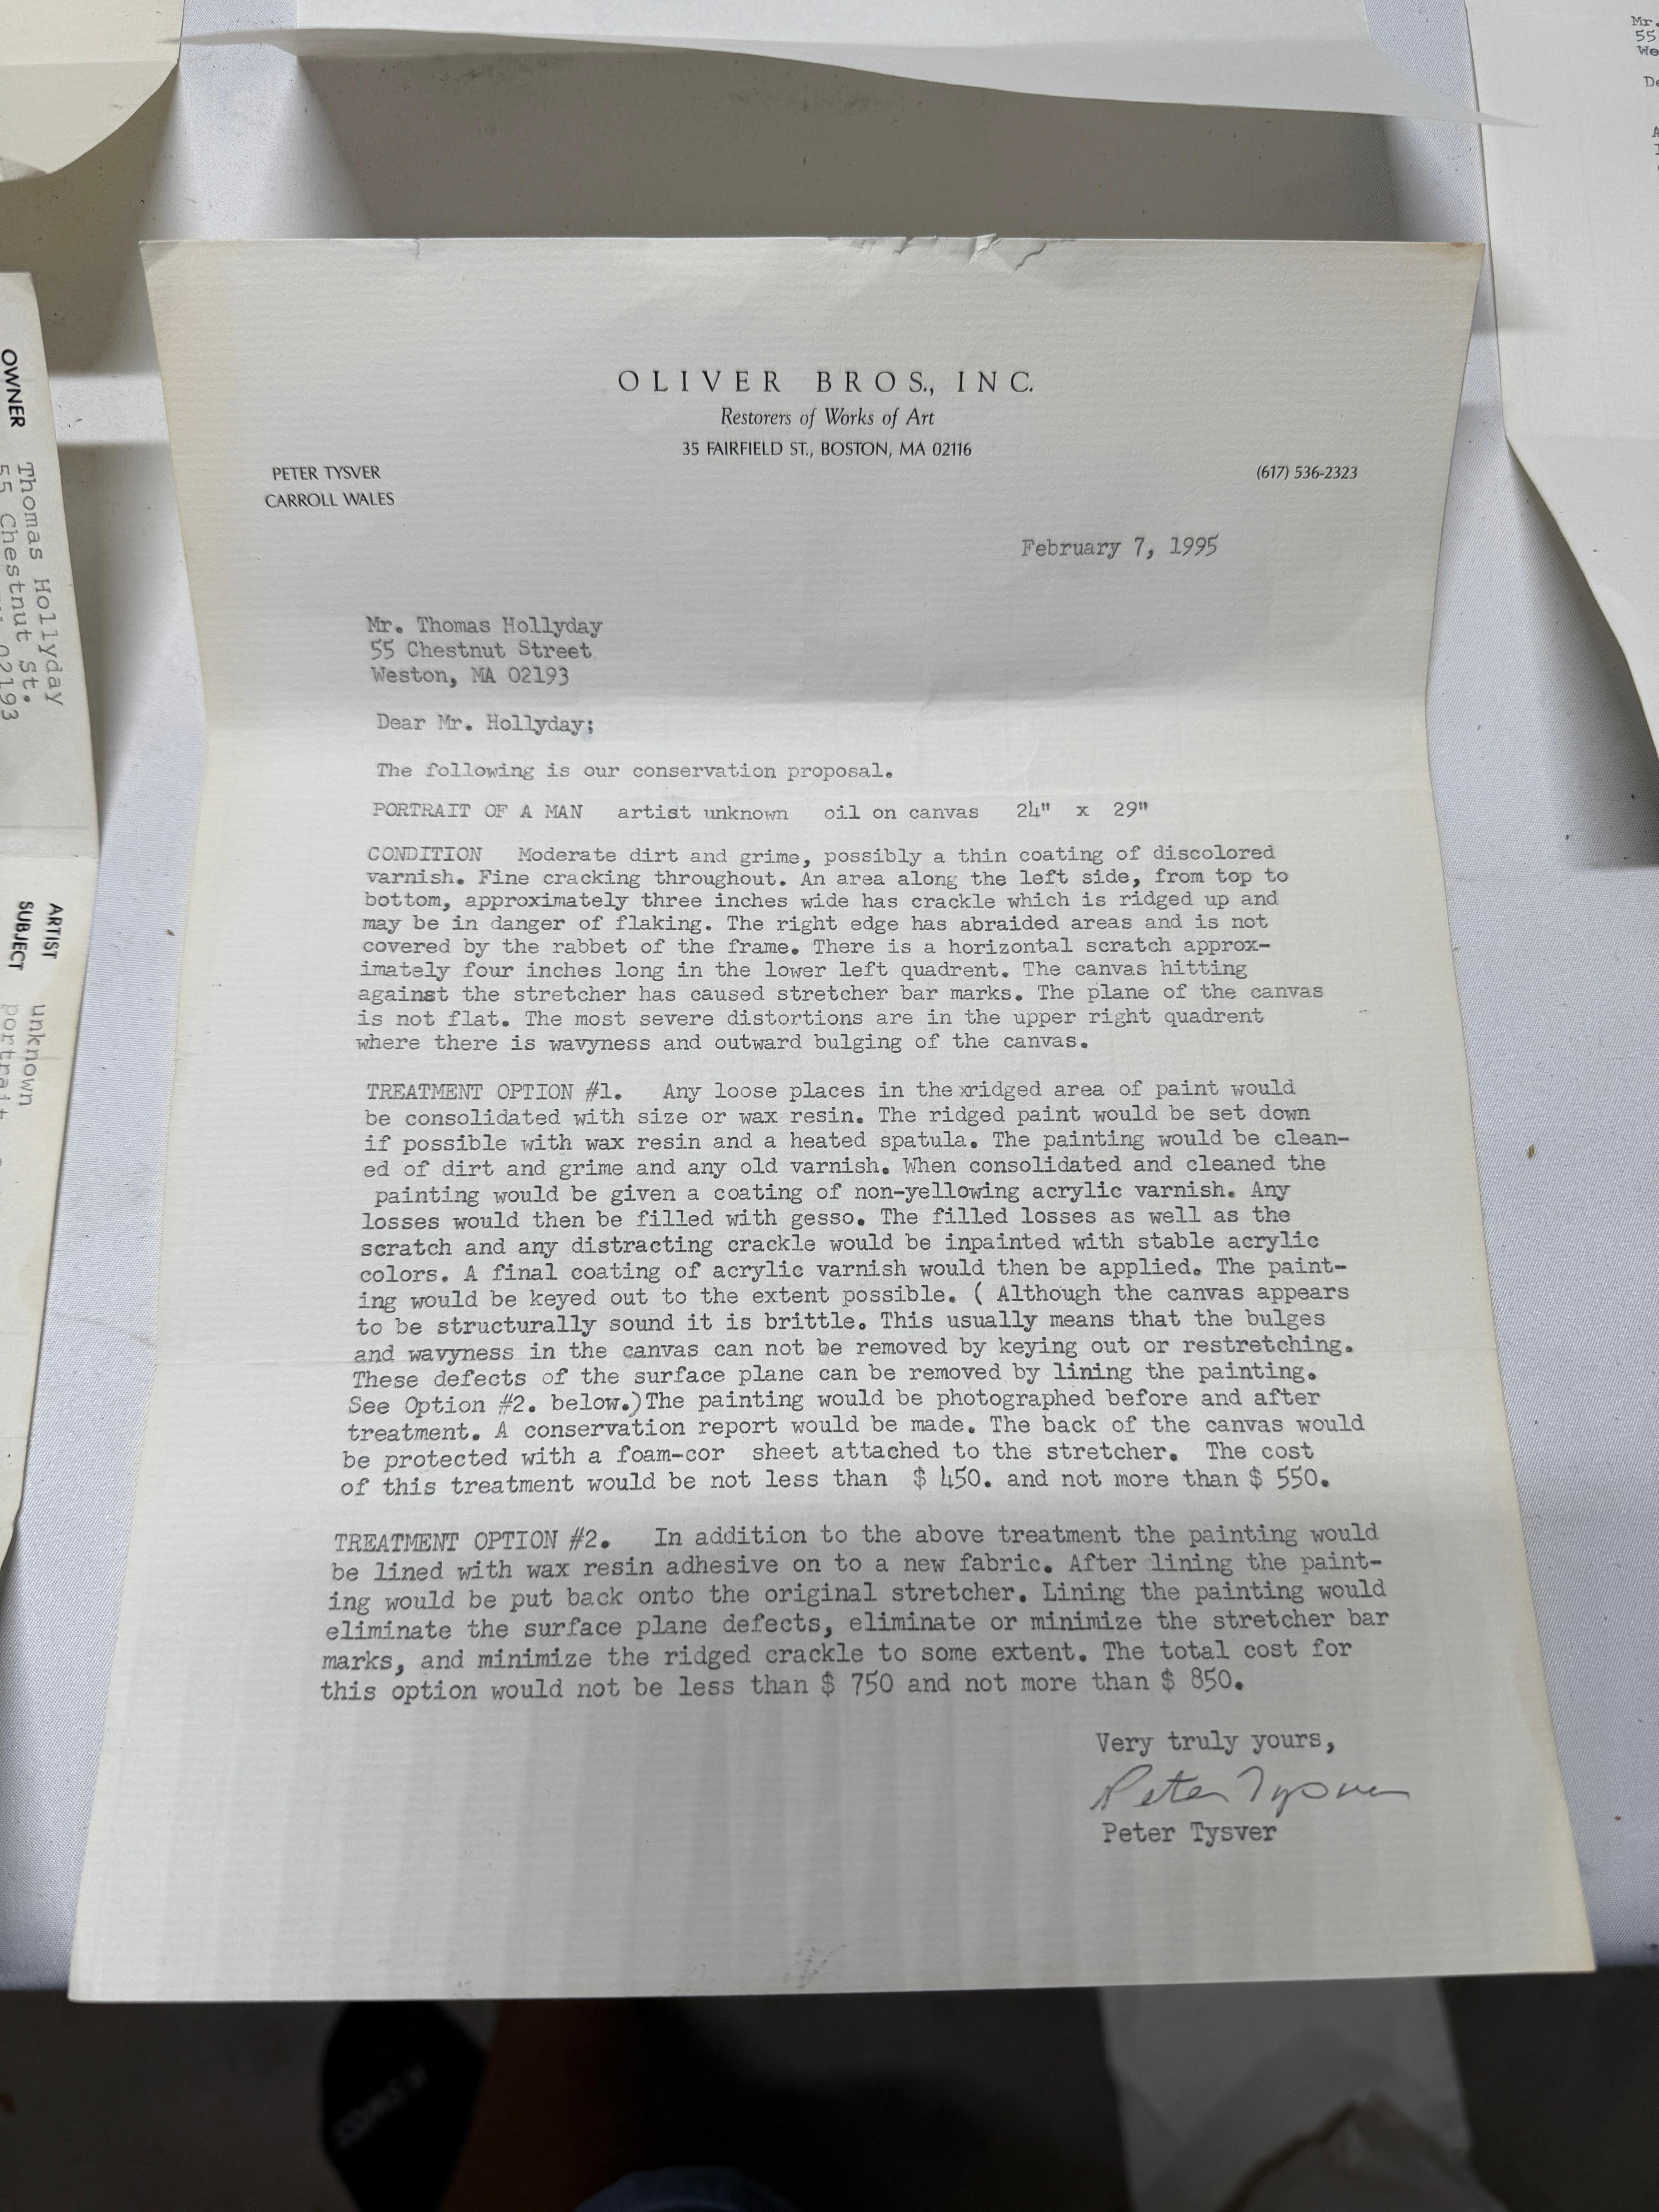 OLIVER BROS., INC.
Restorers of Works of Art
35 FAIRFIELD ST., BOSTON, MA 02116
PETER TYSVER
CARROLL WALES
(617) 536-2323
February 7, 1995
Mr. Thomas Hollyday
55 Chestnut Street
Weston, MA 02193
Dear Mr. Hollyday;
The following is our conservation proposal.
PORTRAIT OF A MAN artist unknown oil on canvas 24" x 29"
CONDITION Moderate dirt and grime, possibly a thin coating of discolored
varnish. Fine cracking throughout. An area along the left side, from top to
bottom, approximately three inches wide has crackle which is ridged up and
may be in danger of flaking. The right edge has abraided areas and is not
covered by the rabbet of the frame. There is a horizontal scratch approx-
imately four inches long in the lower left quadrent. The canvas hitting
against the stretcher has caused stretcher bar marks. The plane of the canvas
is not flat. The most severe distortions are in the upper right quadrent
where there is wavyness and outward bulging of the canvas.
TREATMENT OPTION #1. Any loose places in the ridged area of paint would
be consolidated with size or wax resin. The ridged paint would be set down
if possible with wax resin and a heated spatula. The painting would be clean-
ed of dirt and grime and any old varnish. When consolidated and cleaned the
painting would be given a coating of non-yellowing acrylic varnish. Any
losses would then be filled with gesso. The filled losses as well as the
scratch and any distracting crackle would be inpainted with stable acrylic
colors. A final coating of acrylic varnish would then be applied. The paint-
ing would be keyed out to the extent possible. ( Although the canvas appears
to be structurally sound it is brittle. This usually means that the bulges
and wavyness in the canvas can not be removed by keying out or restretching.
These defects of the surface plane can be removed by lining the painting.
See Option #2. below.)The painting would be photographed before and after
treatment. A conservation report would be made. The back of the canvas would
be protected with a foam-cor sheet attached to the stretcher. The cost
of this treatment would be not less than $ 450. and not more than $ 550.
TREATMENT OPTION #2. In addition to the above treatment the painting would
be lined with wax resin adhesive on to a new fabric. After lining the paint-
ing would be put back onto the original stretcher. Lining the painting would
eliminate the surface plane defects, eliminate or minimize the stretcher bar
marks, and minimize the ridged crackle to some extent. The total cost for
this option would not be less than $ 750 and not more than $ 850.
Very truly yours,
Peter Tysver
Peter Tysver
OWNER Thomas Hollyday
55 Chestnut St.
02193
ARTIST unknown
SUBJECT portrait
Mr.
55
We